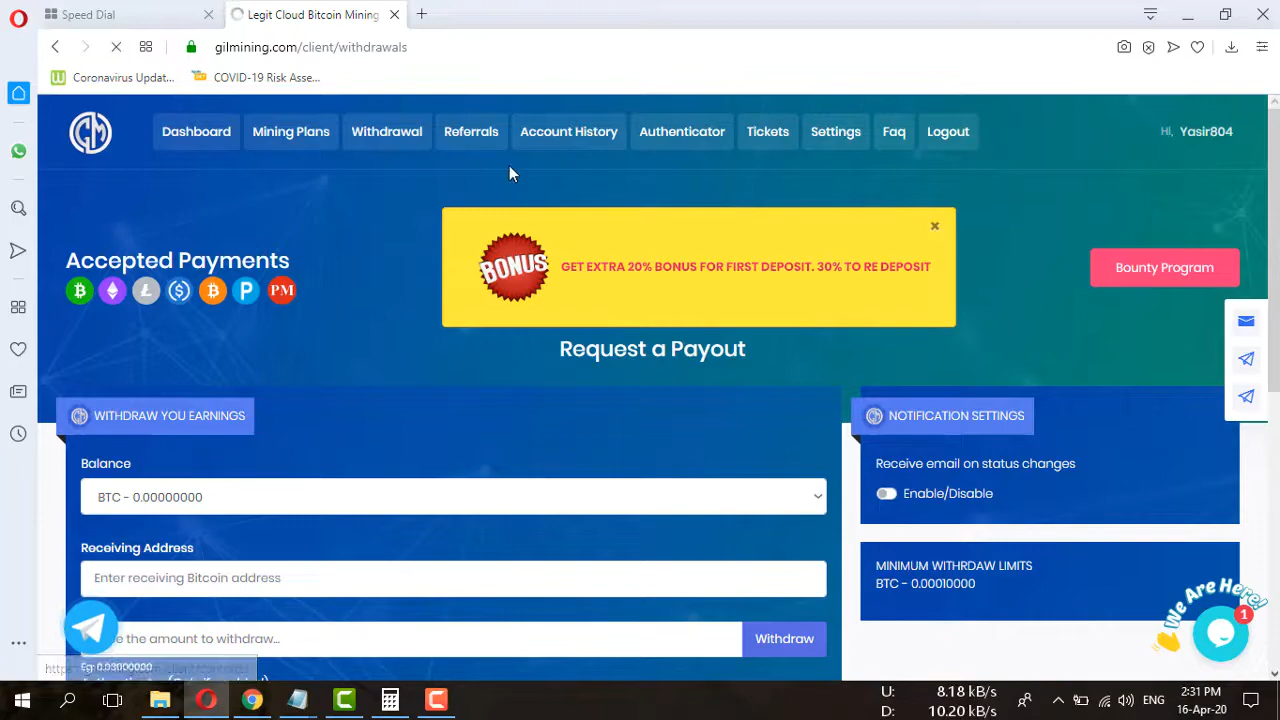 Speed Dial
Legit Cloud Bitcoin Mining
gilmining.com/client/withdrawals
Coronavirus Updat...
COVID-19 Risk Asse...
GM
Dashboard
Mining Plans
Withdrawal
Referrals
Account History
Authenticator
Tickets
Settings
Faq
Logout
Hi, Yasir804
Accepted Payments
PM
BONUS
GET EXTRA 20% BONUS FOR FIRST DEPOSIT. 30% TO RE DEPOSIT
Bounty Program
Request a Payout
WITHDRAW YOU EARNINGS
NOTIFICATION SETTINGS
Balance
BTC - 0.00000000
Receive email on status changes
Enable/Disable
Receiving Address
Enter receiving Bitcoin address
MINIMUM WITHRDAW LIMITS
BTC - 0.00010000
the amount to withdraw...
Withdraw
We Are Here!
1
U: 8.18 kB/s
D: 10.20 kB/s
ENG
2:31 PM
16-Apr-20